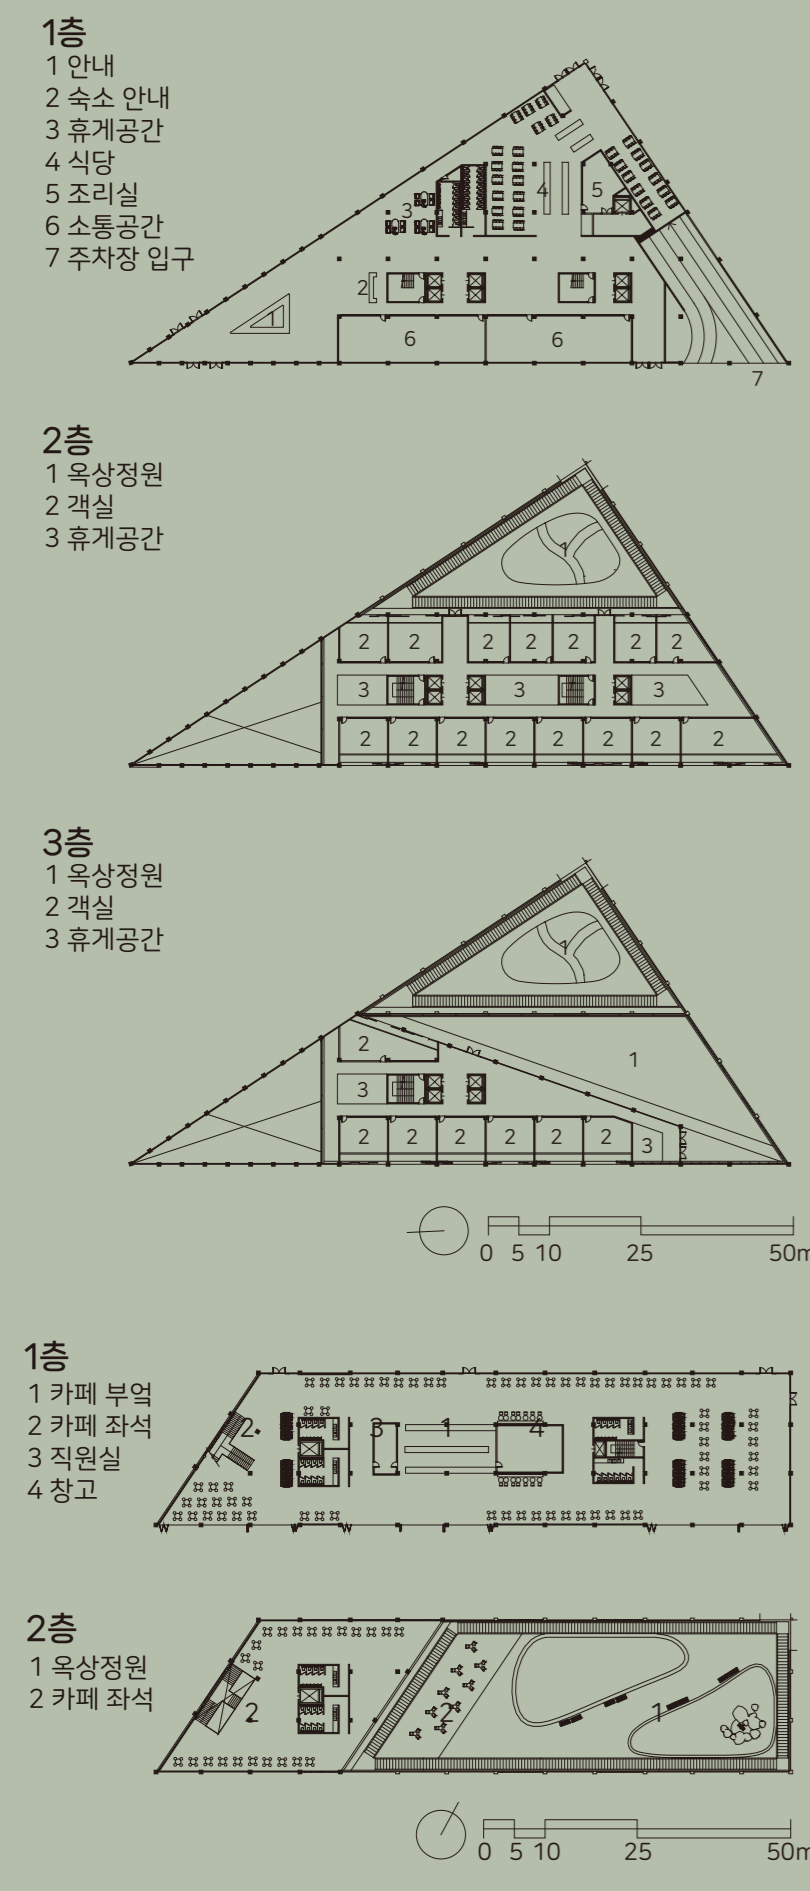 1층
1 안내
2 숙소 안내
3 휴게공간
4 식당
5 조리실
6 소통공간
7 주차장 입구
3
4
5
2
1
6
6
7
2층
1 옥상정원
2 객실
3 휴게공간
1
2 2 2 2 2 2 2
3 3 3
2 2 2 2 2 2 2 2
3층
1 옥상정원
2 객실
3 휴게공간
1
2
1
3
2 2 2 2 2 2 3
0 5 10 25 50m
1층
1 카페 부엌
2 카페 좌석
3 직원실
4 창고
2 3 1 4
2층
1 옥상정원
2 카페 좌석
2 2 1
0 5 10 25 50m